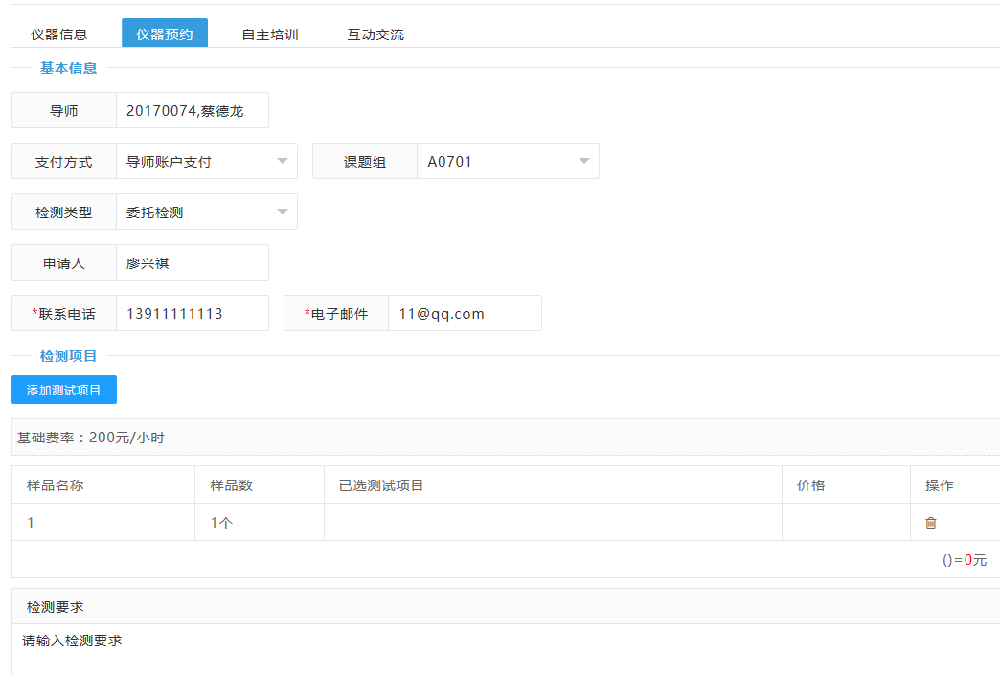 仪器信息 仪器预约 自主培训 互动交流
基本信息
导师 20170074,蔡德龙
支付方式 导师账户支付 课题组 A0701
检测类型 委托检测
申请人 廖兴祺
*联系电话 13911111113 *电子邮件 11@qq.com
检测项目
添加测试项目
基础费率：200元/小时
样品名称 样品数 已选测试项目 价格 操作
1 1个
()=0元
检测要求
请输入检测要求